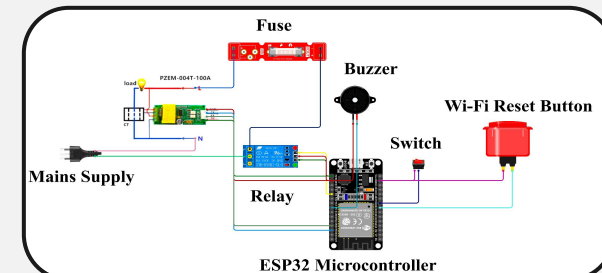 Fuse
PZEM-004T-100A
Buzzer
load
L
Wi-Fi Reset Button
CT
Switch
N
Mains Supply
Relay
ESP32 Microcontroller